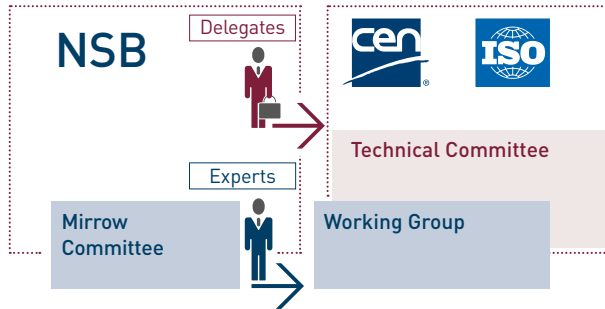 NSB
Delegates
cen
®
ISO
Technical Committee
Experts
Mirrow
Committee
Working Group